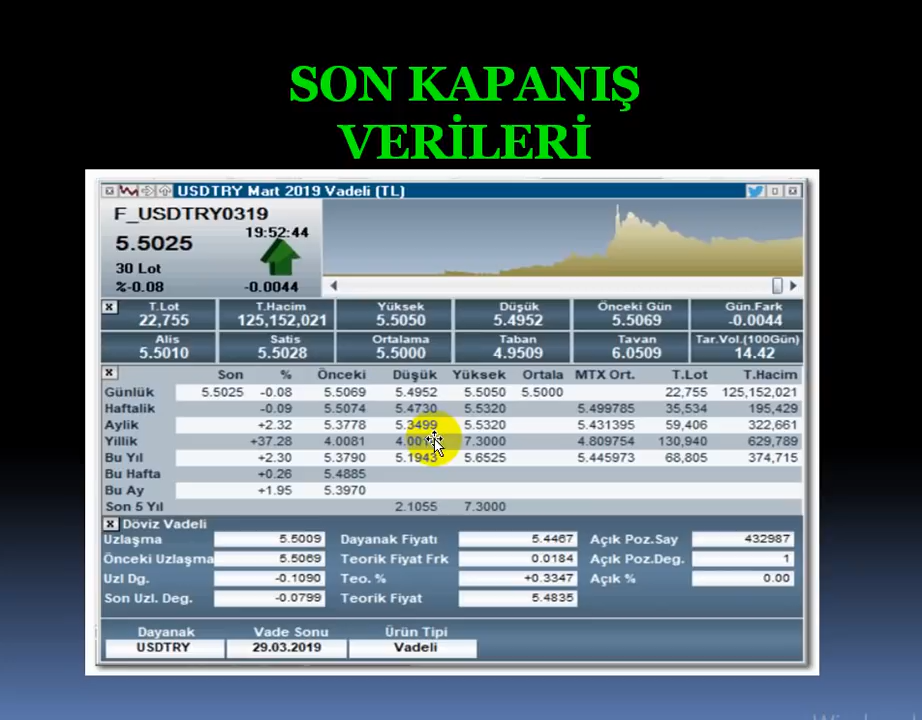 SON KAPANIŞ
VERİLERİ
USDTRY Mart 2019 Vadeli (TL)
F_USDTRY0319
19:52:44
5.5025
30 Lot
%-0.08 -0.0044
T.Lot T.Hacim Yüksek Düşük Önceki Gün Gün.Fark
22,755 125,152,021 5.5050 5.4952 5.5069 -0.0044
Alis Satis Ortalama Taban Tavan Tar.Vol.(100Gün)
5.5010 5.5028 5.5000 4.9509 6.0509 14.42
Son % Önceki Düşük Yüksek Ortala MTX Ort. T.Lot T.Hacim
Günlük 5.5025 -0.08 5.5069 5.4952 5.5050 5.5000 22,755 125,152,021
Haftalik -0.09 5.5074 5.4730 5.5320 5.499785 35,534 195,429
Aylik +2.32 5.3778 5.3499 5.5320 5.431395 59,406 322,661
Yillik +37.28 4.0081 7.3000 4.809754 130,940 629,789
Bu Yıl +2.30 5.3790 5.1943 5.6525 5.445973 68,805 374,715
Bu Hafta +0.26 5.4885
Bu Ay +1.95 5.3970
Son 5 Yıl 2.1055 7.3000
Döviz Vadeli
Uzlaşma 5.5009 Dayanak Fiyatı 5.4467 Açık Poz.Say 432987
Önceki Uzlaşma 5.5069 Teorik Fiyat Frk 0.0184 Açık Poz.Deg. 1
Uzl Dg. -0.1090 Teo. % +0.3347 Açık % 0.00
Son Uzl. Deg. -0.0799 Teorik Fiyat 5.4835
Dayanak Vade Sonu Ürün Tipi
USDTRY 29.03.2019 Vadeli